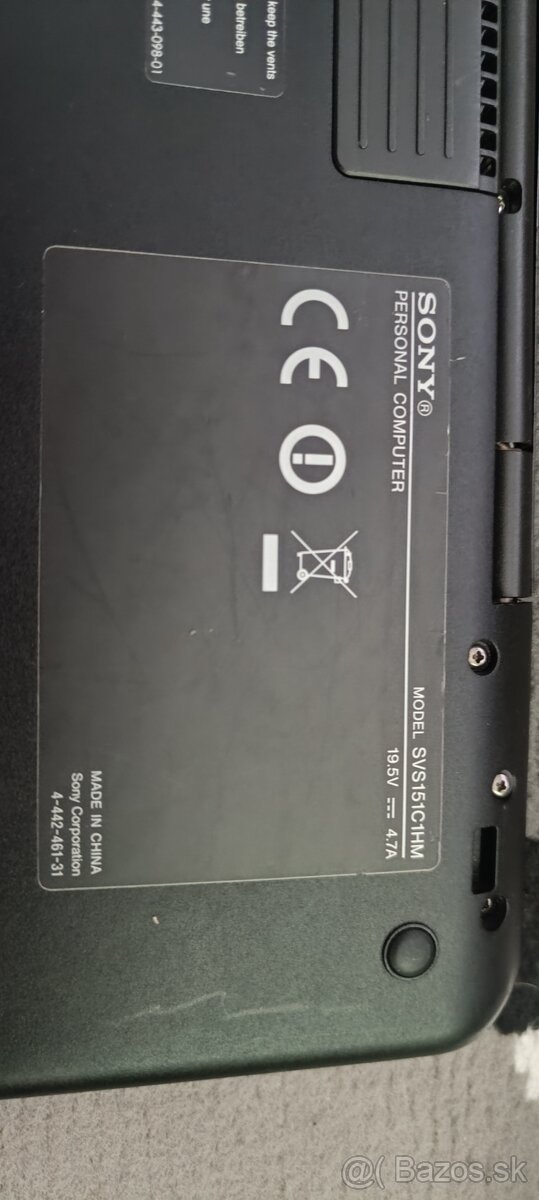 keep the vents
betreiben
'une
4-443-098-01
SONY®
PERSONAL COMPUTER
MODEL SVS151C1HM
19.5V ⎓ 4.7A
CE
MADE IN CHINA
Sony Corporation
4-442-461-31
@( Bazos.sk